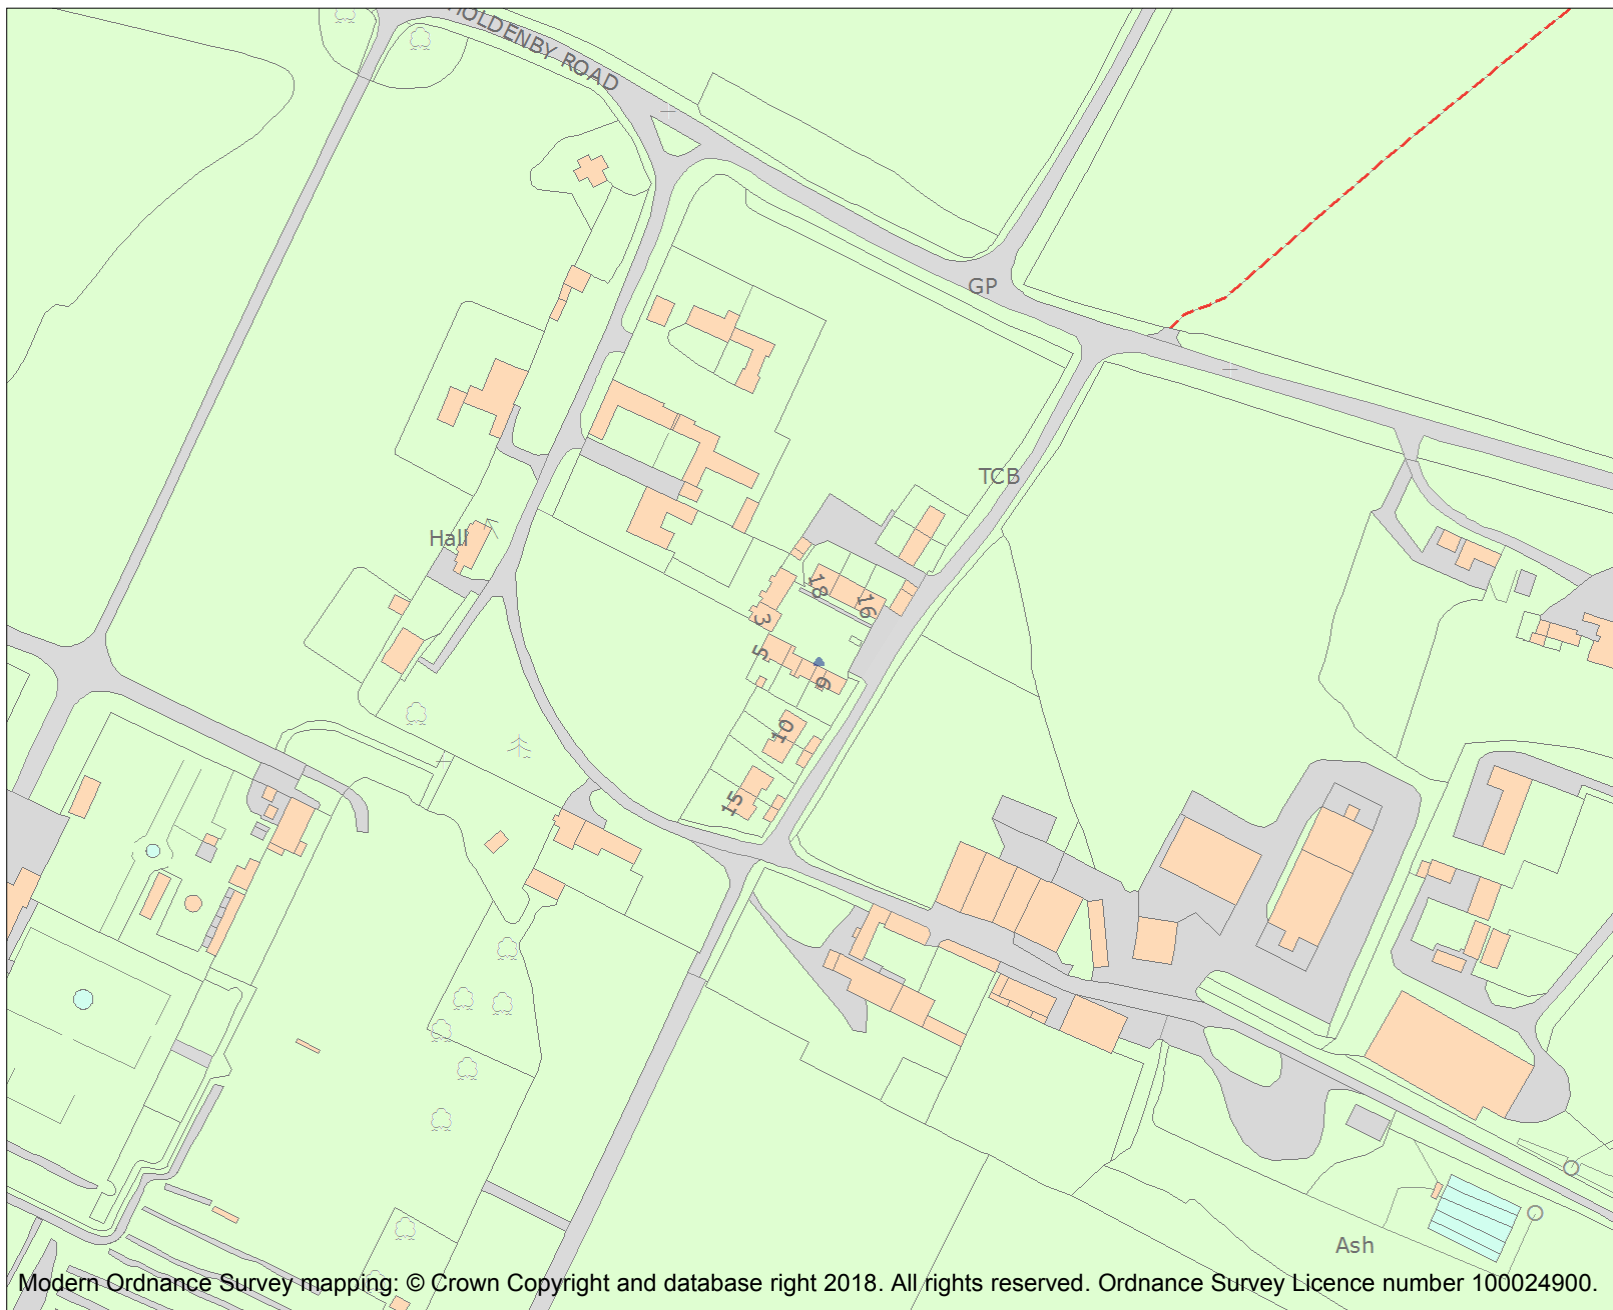 HOLDENBY ROAD
GP
TCB
Hall
18
16
3
5
9
10
15
Ash
Modern Ordnance Survey mapping: © Crown Copyright and database right 2018. All rights reserved. Ordnance Survey Licence number 100024900.